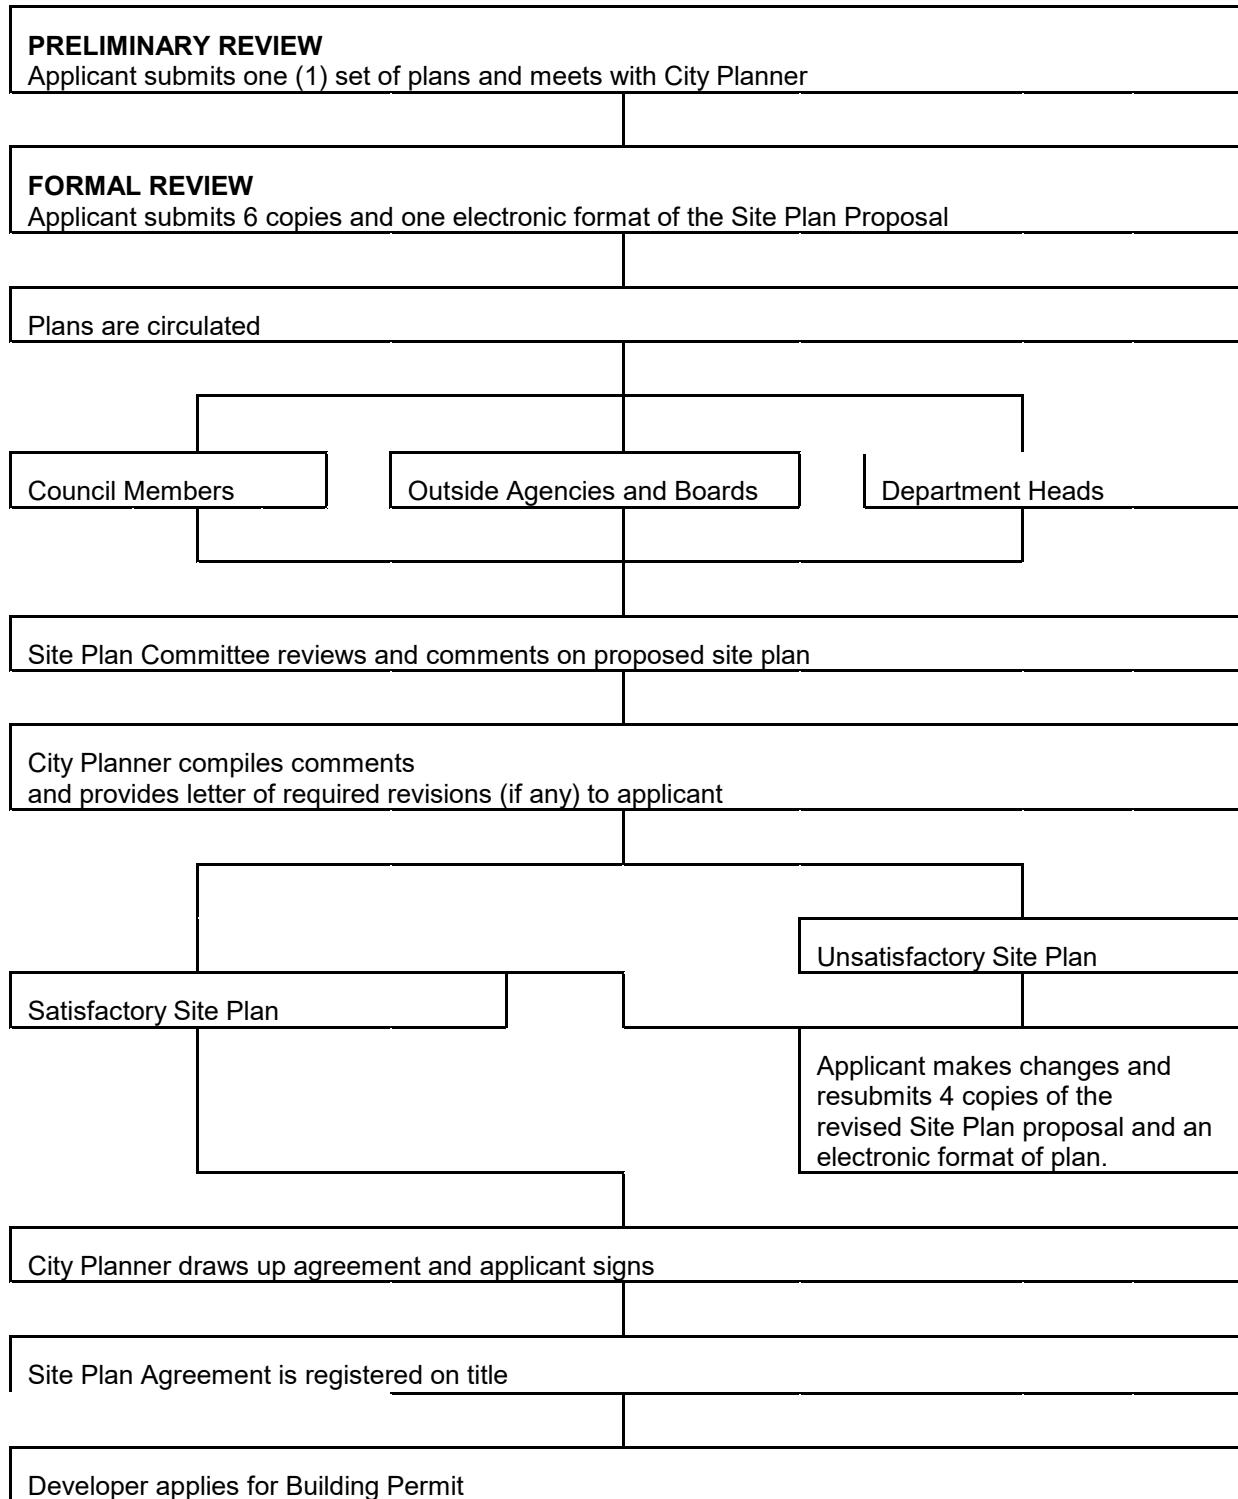 PRELIMINARY REVIEW
Applicant submits one (1) set of plans and meets with City Planner
FORMAL REVIEW
Applicant submits 6 copies and one electronic format of the Site Plan Proposal
Plans are circulated
Council Members
Outside Agencies and Boards
Department Heads
Site Plan Committee reviews and comments on proposed site plan
City Planner compiles comments
and provides letter of required revisions (if any) to applicant
Unsatisfactory Site Plan
Satisfactory Site Plan
Applicant makes changes and
resubmits 4 copies of the
revised Site Plan proposal and an
electronic format of plan.
City Planner draws up agreement and applicant signs
Site Plan Agreement is registered on title
Developer applies for Building Permit